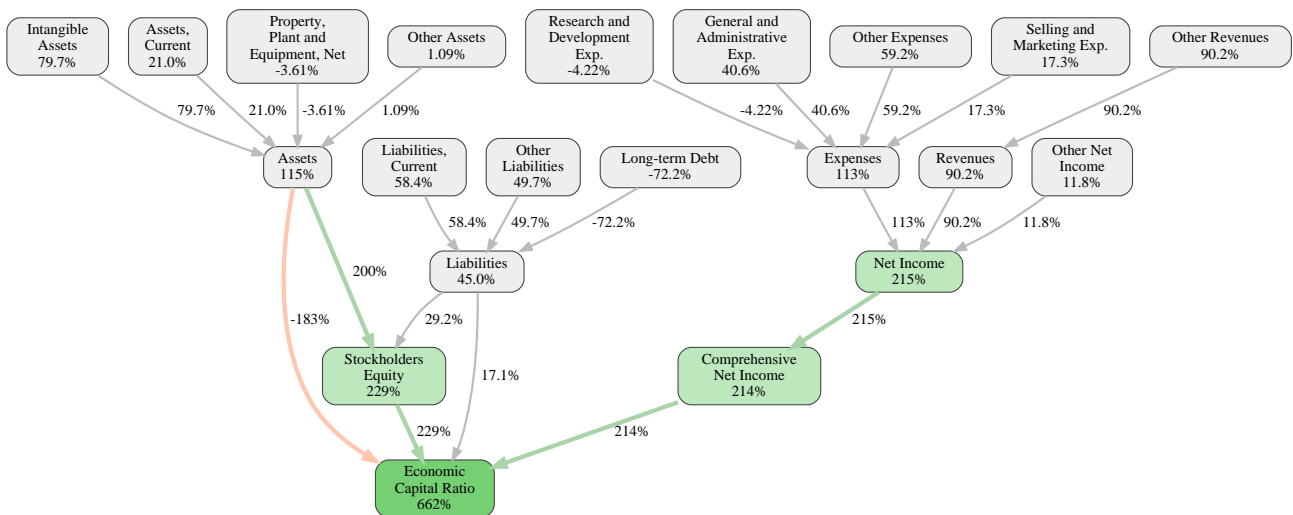 Intangible
Assets
79.7%
Assets,
Current
21.0%
Property,
Plant and
Equipment, Net
-3.61%
Other Assets
1.09%
Research and
Development
Exp.
-4.22%
General and
Administrative
Exp.
40.6%
Other Expenses
59.2%
Selling and
Marketing Exp.
17.3%
Other Revenues
90.2%
79.7%
21.0%
-3.61%
1.09%
-4.22%
40.6%
59.2%
17.3%
90.2%
Assets
115%
Liabilities,
Current
58.4%
Other
Liabilities
49.7%
Long-term Debt
-72.2%
Expenses
113%
Revenues
90.2%
Other Net
Income
11.8%
58.4%
49.7%
-72.2%
113%
90.2%
11.8%
Liabilities
45.0%
Net Income
215%
200%
-183%
29.2%
215%
Stockholders
Equity
229%
17.1%
Comprehensive
Net Income
214%
229%
214%
Economic
Capital Ratio
662%